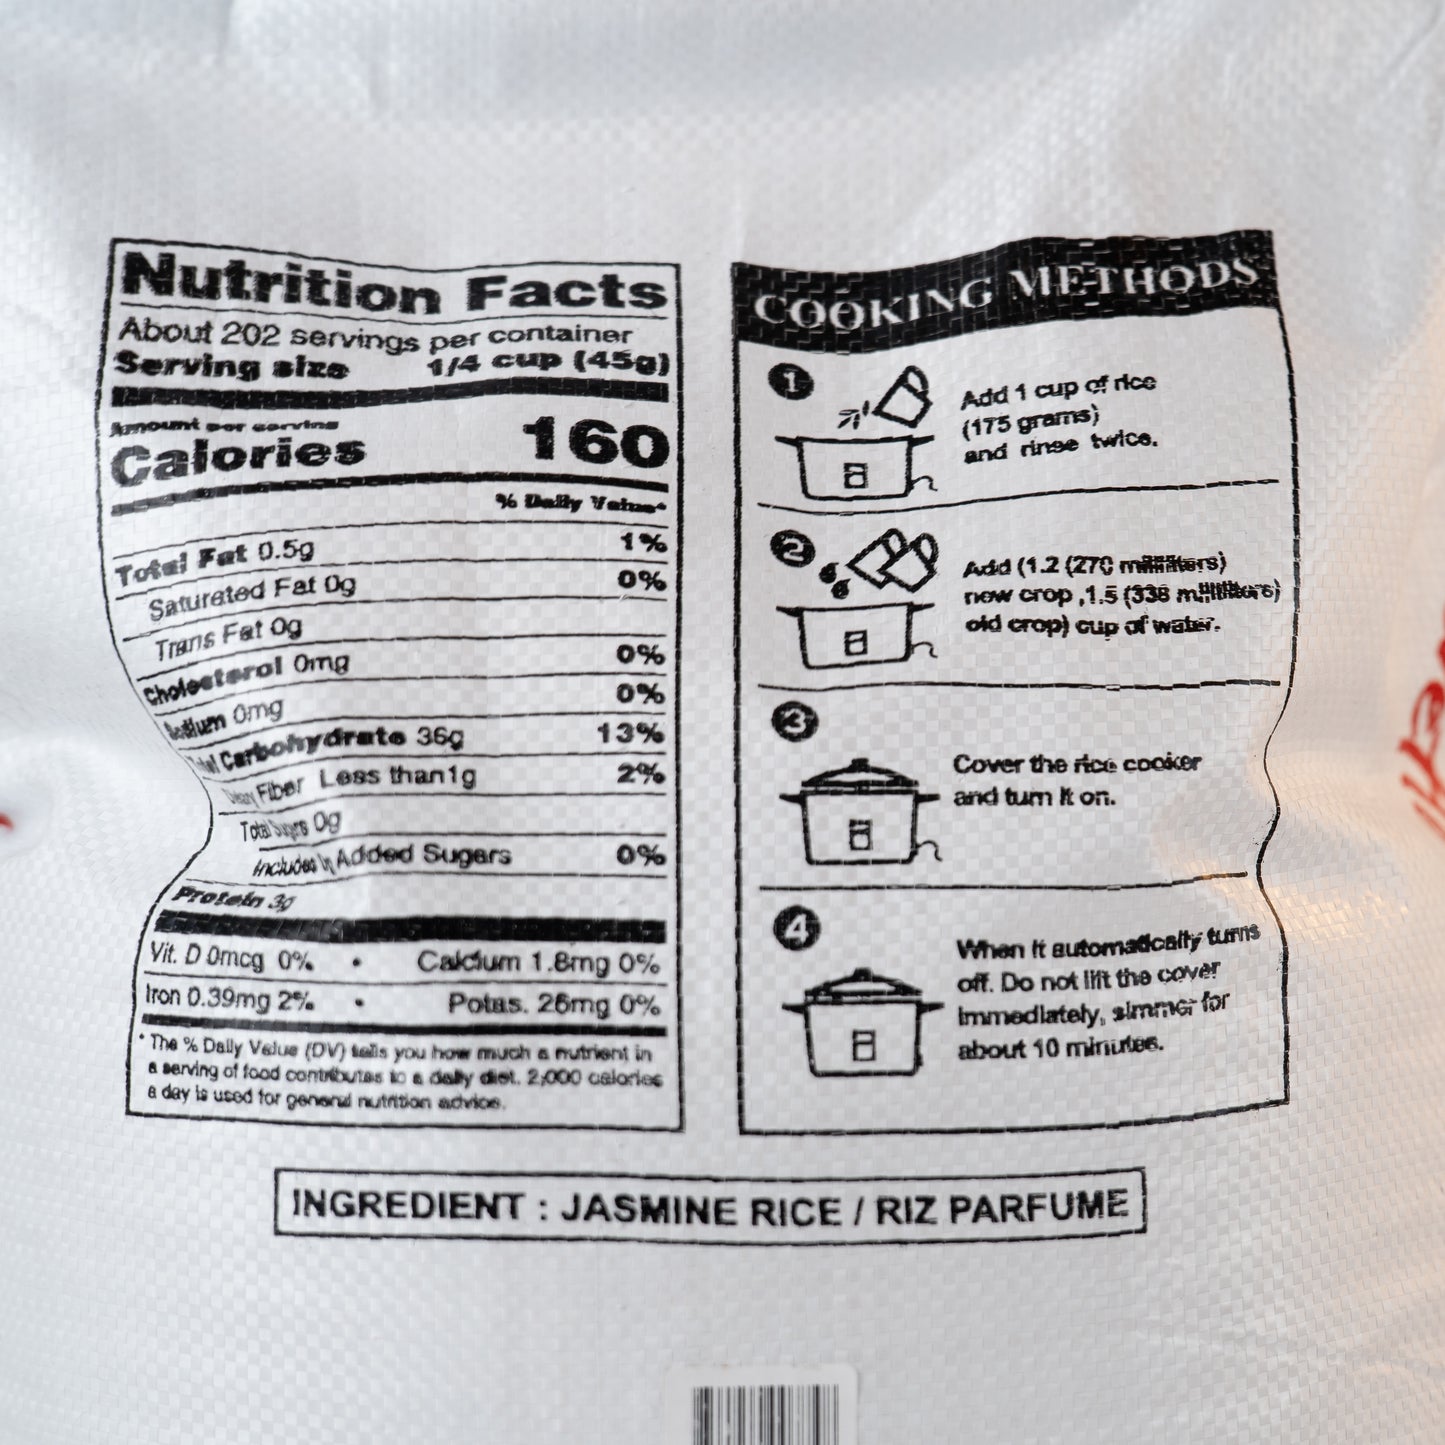 Nutrition Facts
About 202 servings per container
Serving size 1/4 cup (45g)
Amount per serving
Calories 160
% Daily Value*
Total Fat 0.5g 1%
Saturated Fat 0g 0%
Trans Fat 0g
Cholesterol 0mg 0%
Sodium 0mg 0%
Total Carbohydrate 36g 13%
Dietary Fiber Less than1g 2%
Total Sugars 0g
Includes Added Sugars 0%
Protein 3g
Vit. D 0mcg 0% • Calcium 1.8mg 0%
Iron 0.39mg 2% • Potas. 26mg 0%
* The % Daily Value (DV) tells you how much a nutrient in
a serving of food contributes to a daily diet. 2,000 calories
a day is used for general nutrition advice.
COOKING METHODS
1
Add 1 cup of rice
(175 grams)
and rinse twice.
2
Add (1.2 (270 milliliters)
new crop ,1.5 (338 milliliters)
old crop) cup of water.
3
Cover the rice cooker
and turn it on.
4
When it automatically turns
off. Do not lift the cover
immediately, simmer for
about 10 minutes.
INGREDIENT : JASMINE RICE / RIZ PARFUME